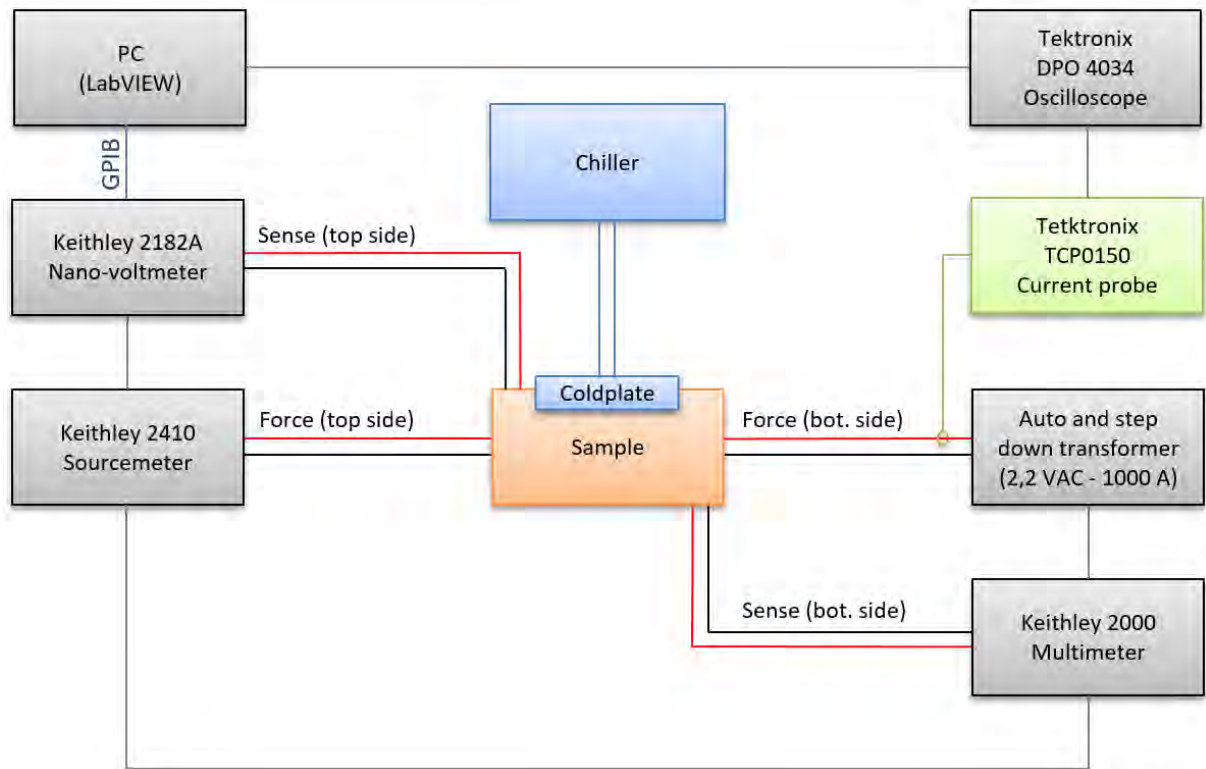 PC
(LabVIEW)
Tektronix
DPO 4034
Oscilloscope
Chiller
GPIB
Keithley 2182A
Nano-voltmeter
Sense (top side)
Tetktronix
TCP0150
Current probe
Coldplate
Keithley 2410
Sourcemeter
Force (top side)
Sample
Force (bot. side)
Auto and step
down transformer
(2,2 VAC - 1000 A)
Sense (bot. side)
Keithley 2000
Multimeter